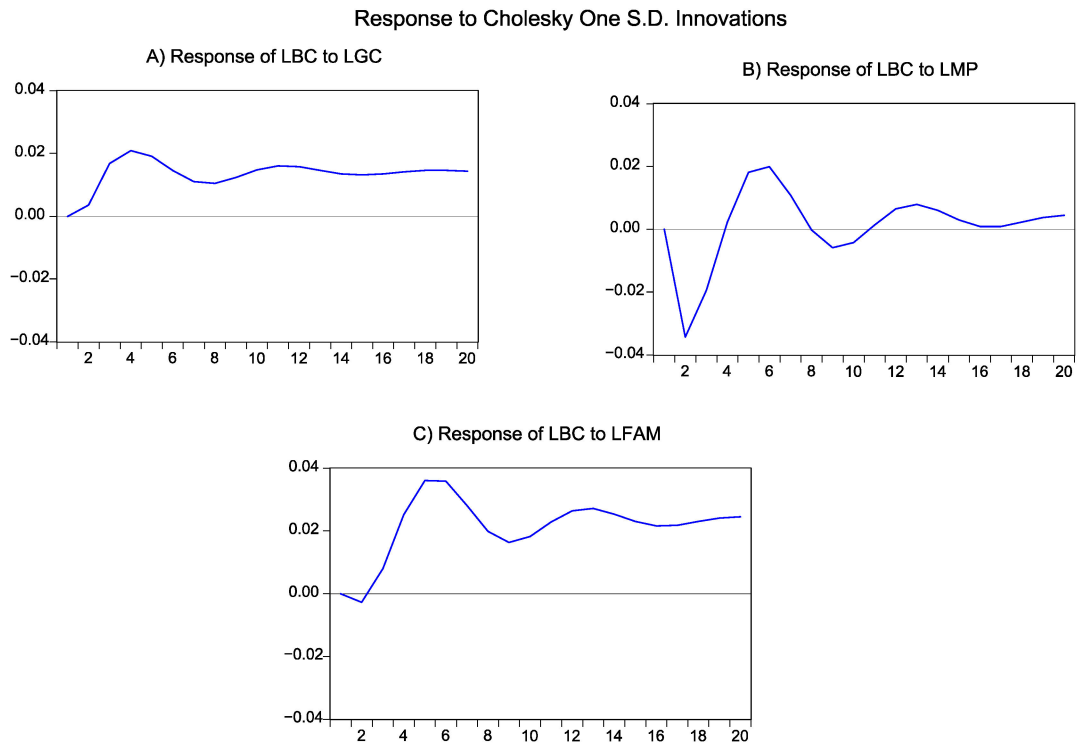 Response to Cholesky One S.D. Innovations
A) Response of LBC to LGC
0.04
0.02
0.00
−0.02
−0.04
2 4 6 8 10 12 14 16 18 20
B) Response of LBC to LMP
0.04
0.02
0.00
−0.02
−0.04
2 4 6 8 10 12 14 16 18 20
C) Response of LBC to LFAM
0.04
0.02
0.00
−0.02
−0.04
2 4 6 8 10 12 14 16 18 20